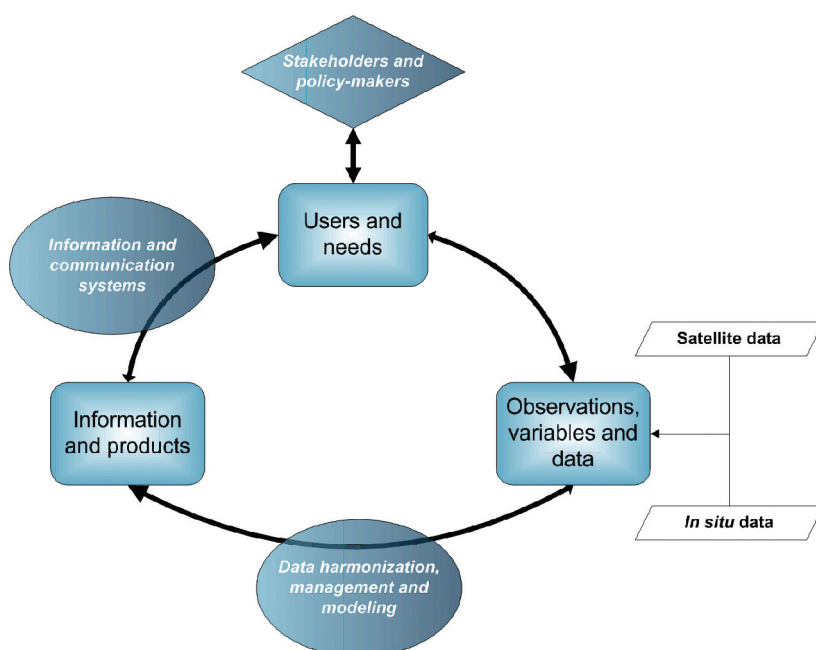 Stakeholders and
policy-makers
Users and
needs
Information and
communication
systems
Satellite data
Information
and products
Observations,
variables and
data
In situ data
Data harmonization,
management and
modeling